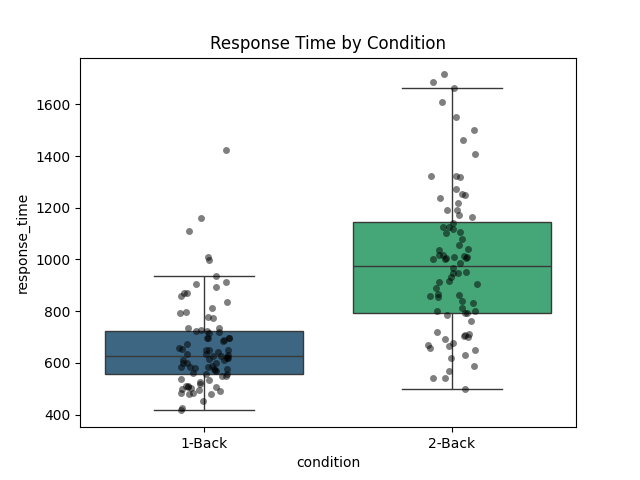 Response Time by Condition
response_time
1600
1400
1200
1000
800
600
400
1-Back
2-Back
condition